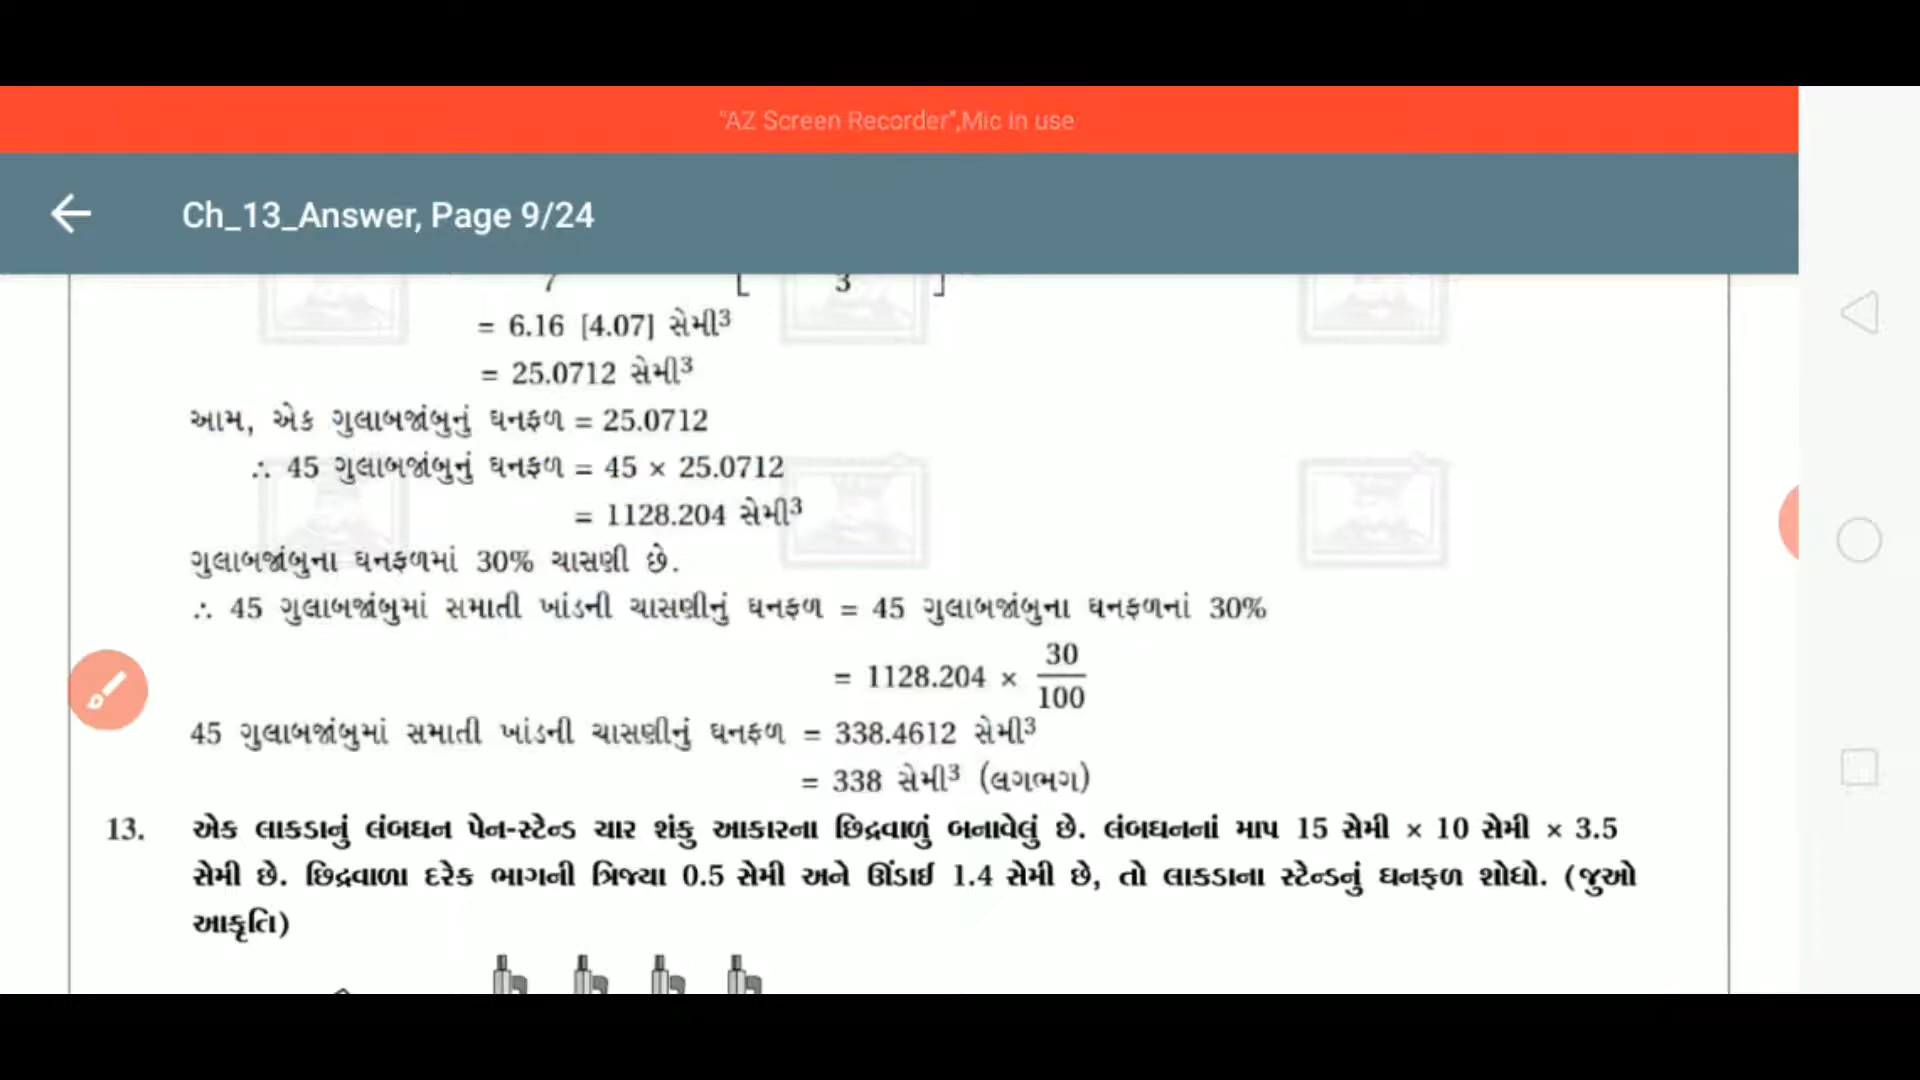 "AZ Screen Recorder",Mic in use
Ch_13_Answer, Page 9/24
7 [ 3 ]
= 6.16 [4.07] સેમી³
= 25.0712 સેમી³
આમ, એક ગુલાબજાંબુનું ઘનફળ = 25.0712
∴ 45 ગુલાબજાંબુનું ઘનફળ = 45 × 25.0712
= 1128.204 સેમી³
ગુલાબજાંબુના ઘનફળમાં 30% ચાસણી છે.
∴ 45 ગુલાબજાંબુમાં સમાતી ખાંડની ચાસણીનું ઘનફળ = 45 ગુલાબજાંબુના ઘનફળનાં 30%
= 1128.204 × 30/100
45 ગુલાબજાંબુમાં સમાતી ખાંડની ચાસણીનું ઘનફળ = 338.4612 સેમી³
= 338 સેમી³ (લગભગ)
13. એક લાકડાનું લંબઘન પેન-સ્ટેન્ડ ચાર શંકુ આકારના છિદ્રવાળું બનાવેલું છે. લંબઘનનાં માપ 15 સેમી × 10 સેમી × 3.5
સેમી છે. છિદ્રવાળા દરેક ભાગની ત્રિજ્યા 0.5 સેમી અને ઊંડાઈ 1.4 સેમી છે, તો લાકડાના સ્ટેન્ડનું ઘનફળ શોધો. (જુઓ
આકૃતિ)